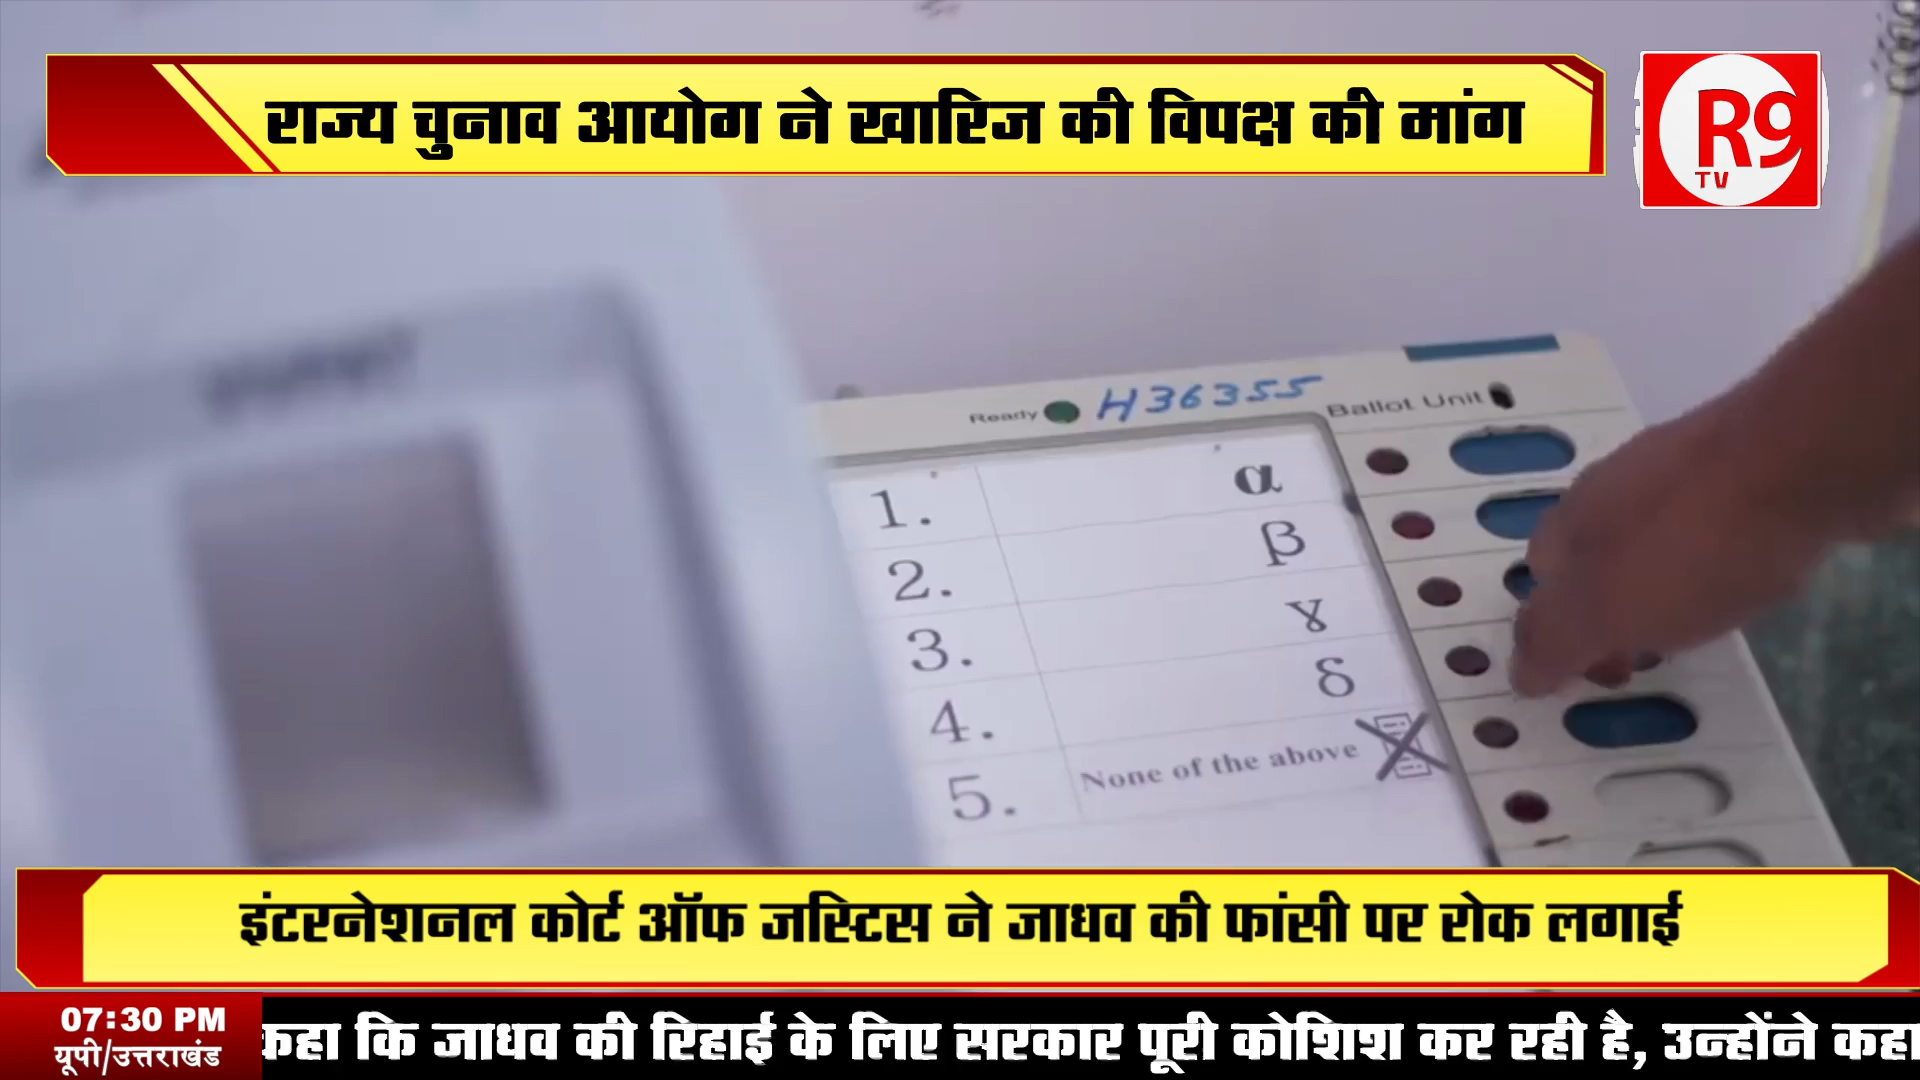 राज्य चुनाव आयोग ने खारिज की विपक्ष की मांग
R9
TV
Ready H36355 Ballot Unit
1. α
2. β
3. ɣ
4. δ
5. None of the above
इंटरनेशनल कोर्ट ऑफ जस्टिस ने जाधव की फांसी पर रोक लगाई
07:30 PM
यूपी/उत्तराखंड
कहा कि जाधव की रिहाई के लिए सरकार पूरी कोशिश कर रही है, उन्होंने कहा